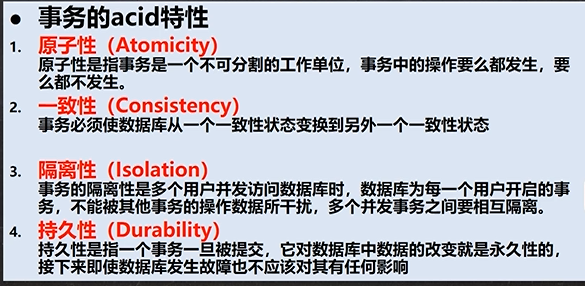 ● 事务的acid特性
1. 原子性（Atomicity）
原子性是指事务是一个不可分割的工作单位，事务中的操作要么都发生，要
么都不发生。
2. 一致性（Consistency）
事务必须使数据库从一个一致性状态变换到另外一个一致性状态
3. 隔离性（Isolation）
事务的隔离性是多个用户并发访问数据库时，数据库为每一个用户开启的事
务，不能被其他事务的操作数据所干扰，多个并发事务之间要相互隔离。
4. 持久性（Durability）
持久性是指一个事务一旦被提交，它对数据库中数据的改变就是永久性的，
接下来即使数据库发生故障也不应该对其有任何影响